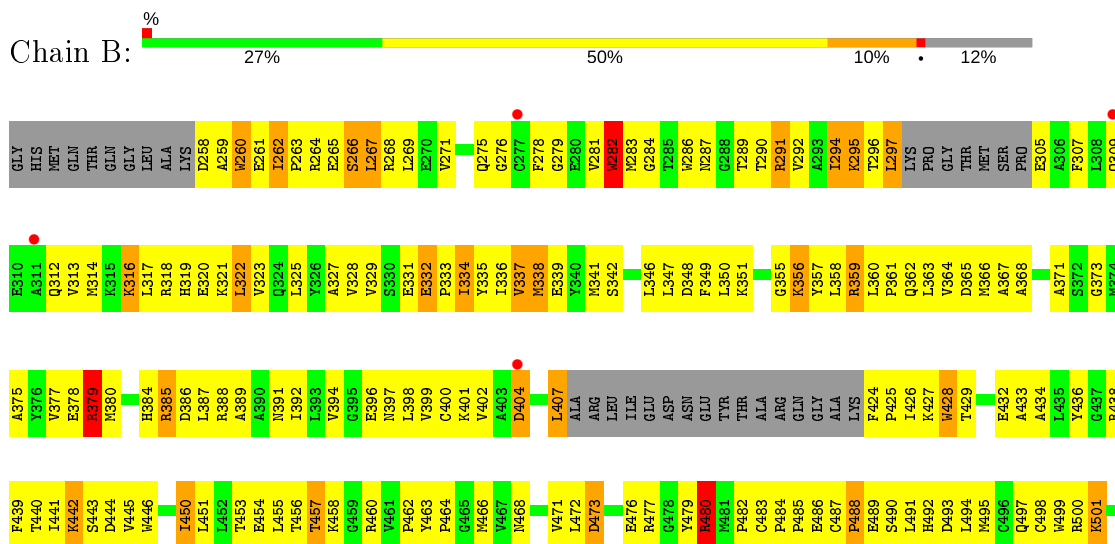 %
Chain B:
27% 50% 10% • 12%
GLY HIS MET GLN THR GLN GLY LEU ALA LYS D258 A259 W260 E261 I262 P263 R264 E265 S266 L267 R268 L269 E270 V271 Q275 G276 C277 F278 G279 E280 V281 W282 M283 G284 T285 W286 N287 G288 T289 T290 R291 V292 A293 I294 K295 T296 L297 LYS PRO GLY THR MET SER PRO E305 A306 F307 L308 Q309
E310 A311 Q312 V313 M314 K315 K316 L317 R318 H319 E320 K321 L322 V323 Q324 L325 Y326 A327 V328 V329 S330 E331 E332 P333 I334 Y335 I336 V337 M338 E339 Y340 M341 S342 L346 L347 D348 F349 L350 K351 G355 K356 Y357 L358 R359 L360 P361 Q362 L363 V364 D365 M366 A367 A368 A371 S372 G373 M374
A375 Y376 V377 E378 R379 M380 H384 R385 D386 L387 R388 A389 A390 N391 I392 L393 V394 G395 E396 N397 L398 V399 C400 K401 V402 A403 D404 L407 ALA ARG LEU ILE GLU ASP ASN GLU TYR THR ALA ARG GLN GLY ALA LYS F424 P425 I426 K427 W428 T429 E432 A433 A434 L435 Y436 G437 R438
F439 T440 I441 K442 S443 D444 V445 W446 I450 L451 L452 T453 E454 L455 T456 T457 K458 G459 R460 V461 P462 Y463 P464 G465 M466 V467 N468 V471 L472 D473 E476 R477 G478 Y479 R480 M481 P482 C483 P484 P485 E486 C487 P488 E489 S490 L491 H492 D493 L494 M495 C496 Q497 C498 W499 R500 K501